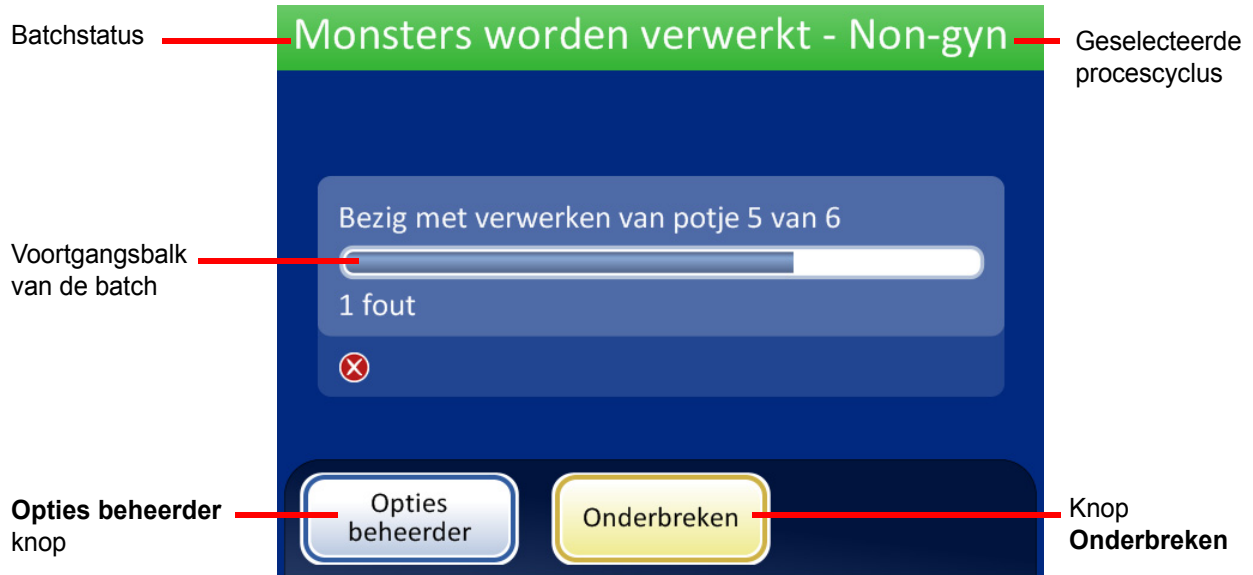 Batchstatus
Monsters worden verwerkt - Non-gyn
Geselecteerde
procescyclus
Bezig met verwerken van potje 5 van 6
Voortgangsbalk
van de batch
1 fout
Opties beheerder
knop
Opties
beheerder
Onderbreken
Knop
Onderbreken